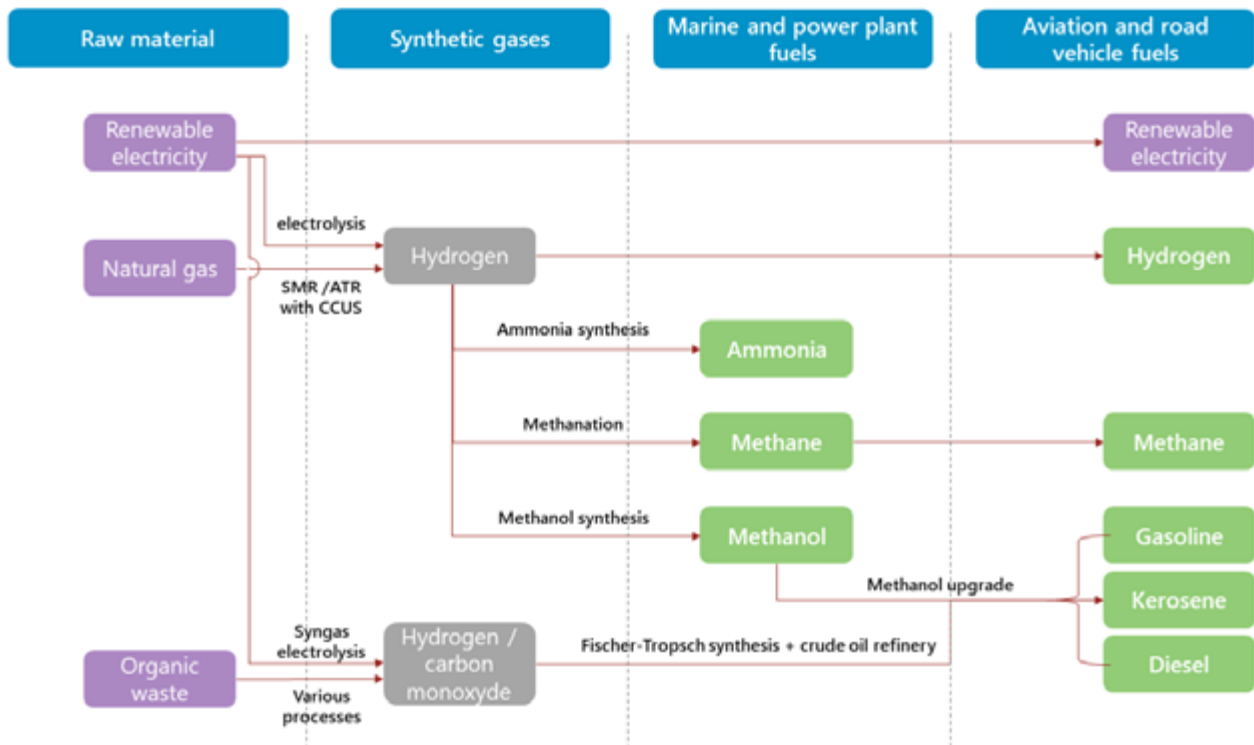 Raw material
Synthetic gases
Marine and power plant
fuels
Aviation and road
vehicle fuels
Renewable
electricity
Renewable
electricity
electrolysis
Hydrogen
Hydrogen
Natural gas
SMR /ATR
with CCUS
Ammonia synthesis
Ammonia
Methanation
Methane
Methane
Methanol synthesis
Methanol
Gasoline
Methanol upgrade
Kerosene
Syngas
electrolysis
Hydrogen /
carbon
monoxyde
Fischer-Tropsch synthesis + crude oil refinery
Diesel
Organic
waste
Various
processes